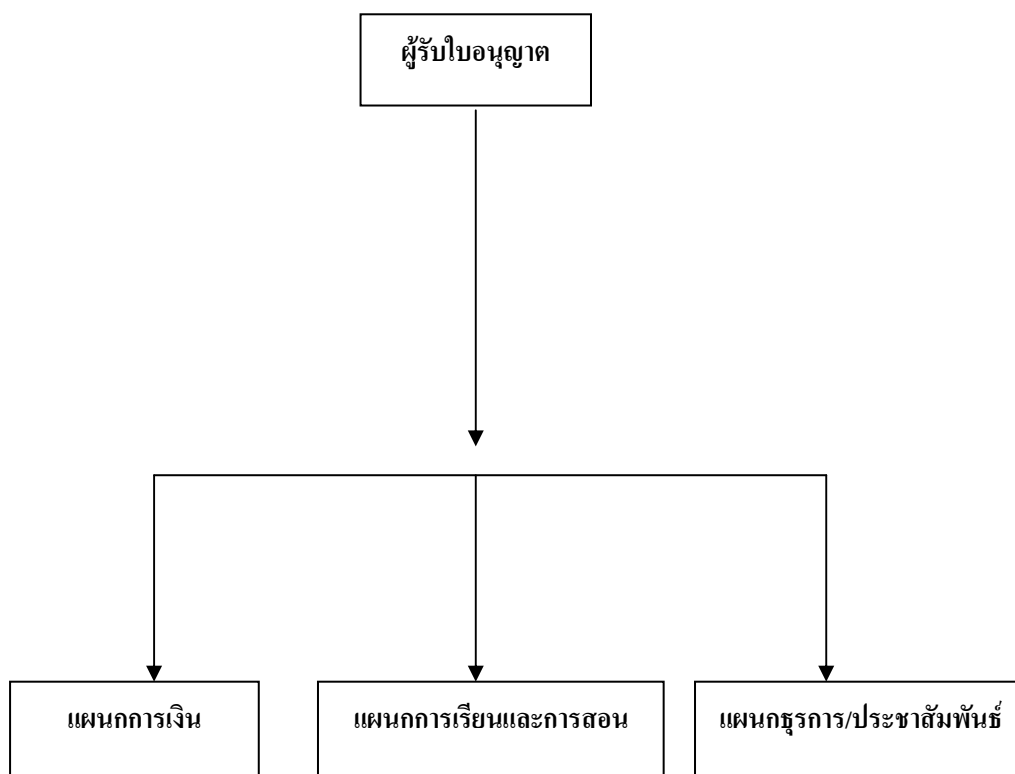 ผู้รับใบอนุญาต
แผนกการเงิน
แผนกการเรียนและการสอน
แผนกธุรการ/ประชาสัมพันธ์